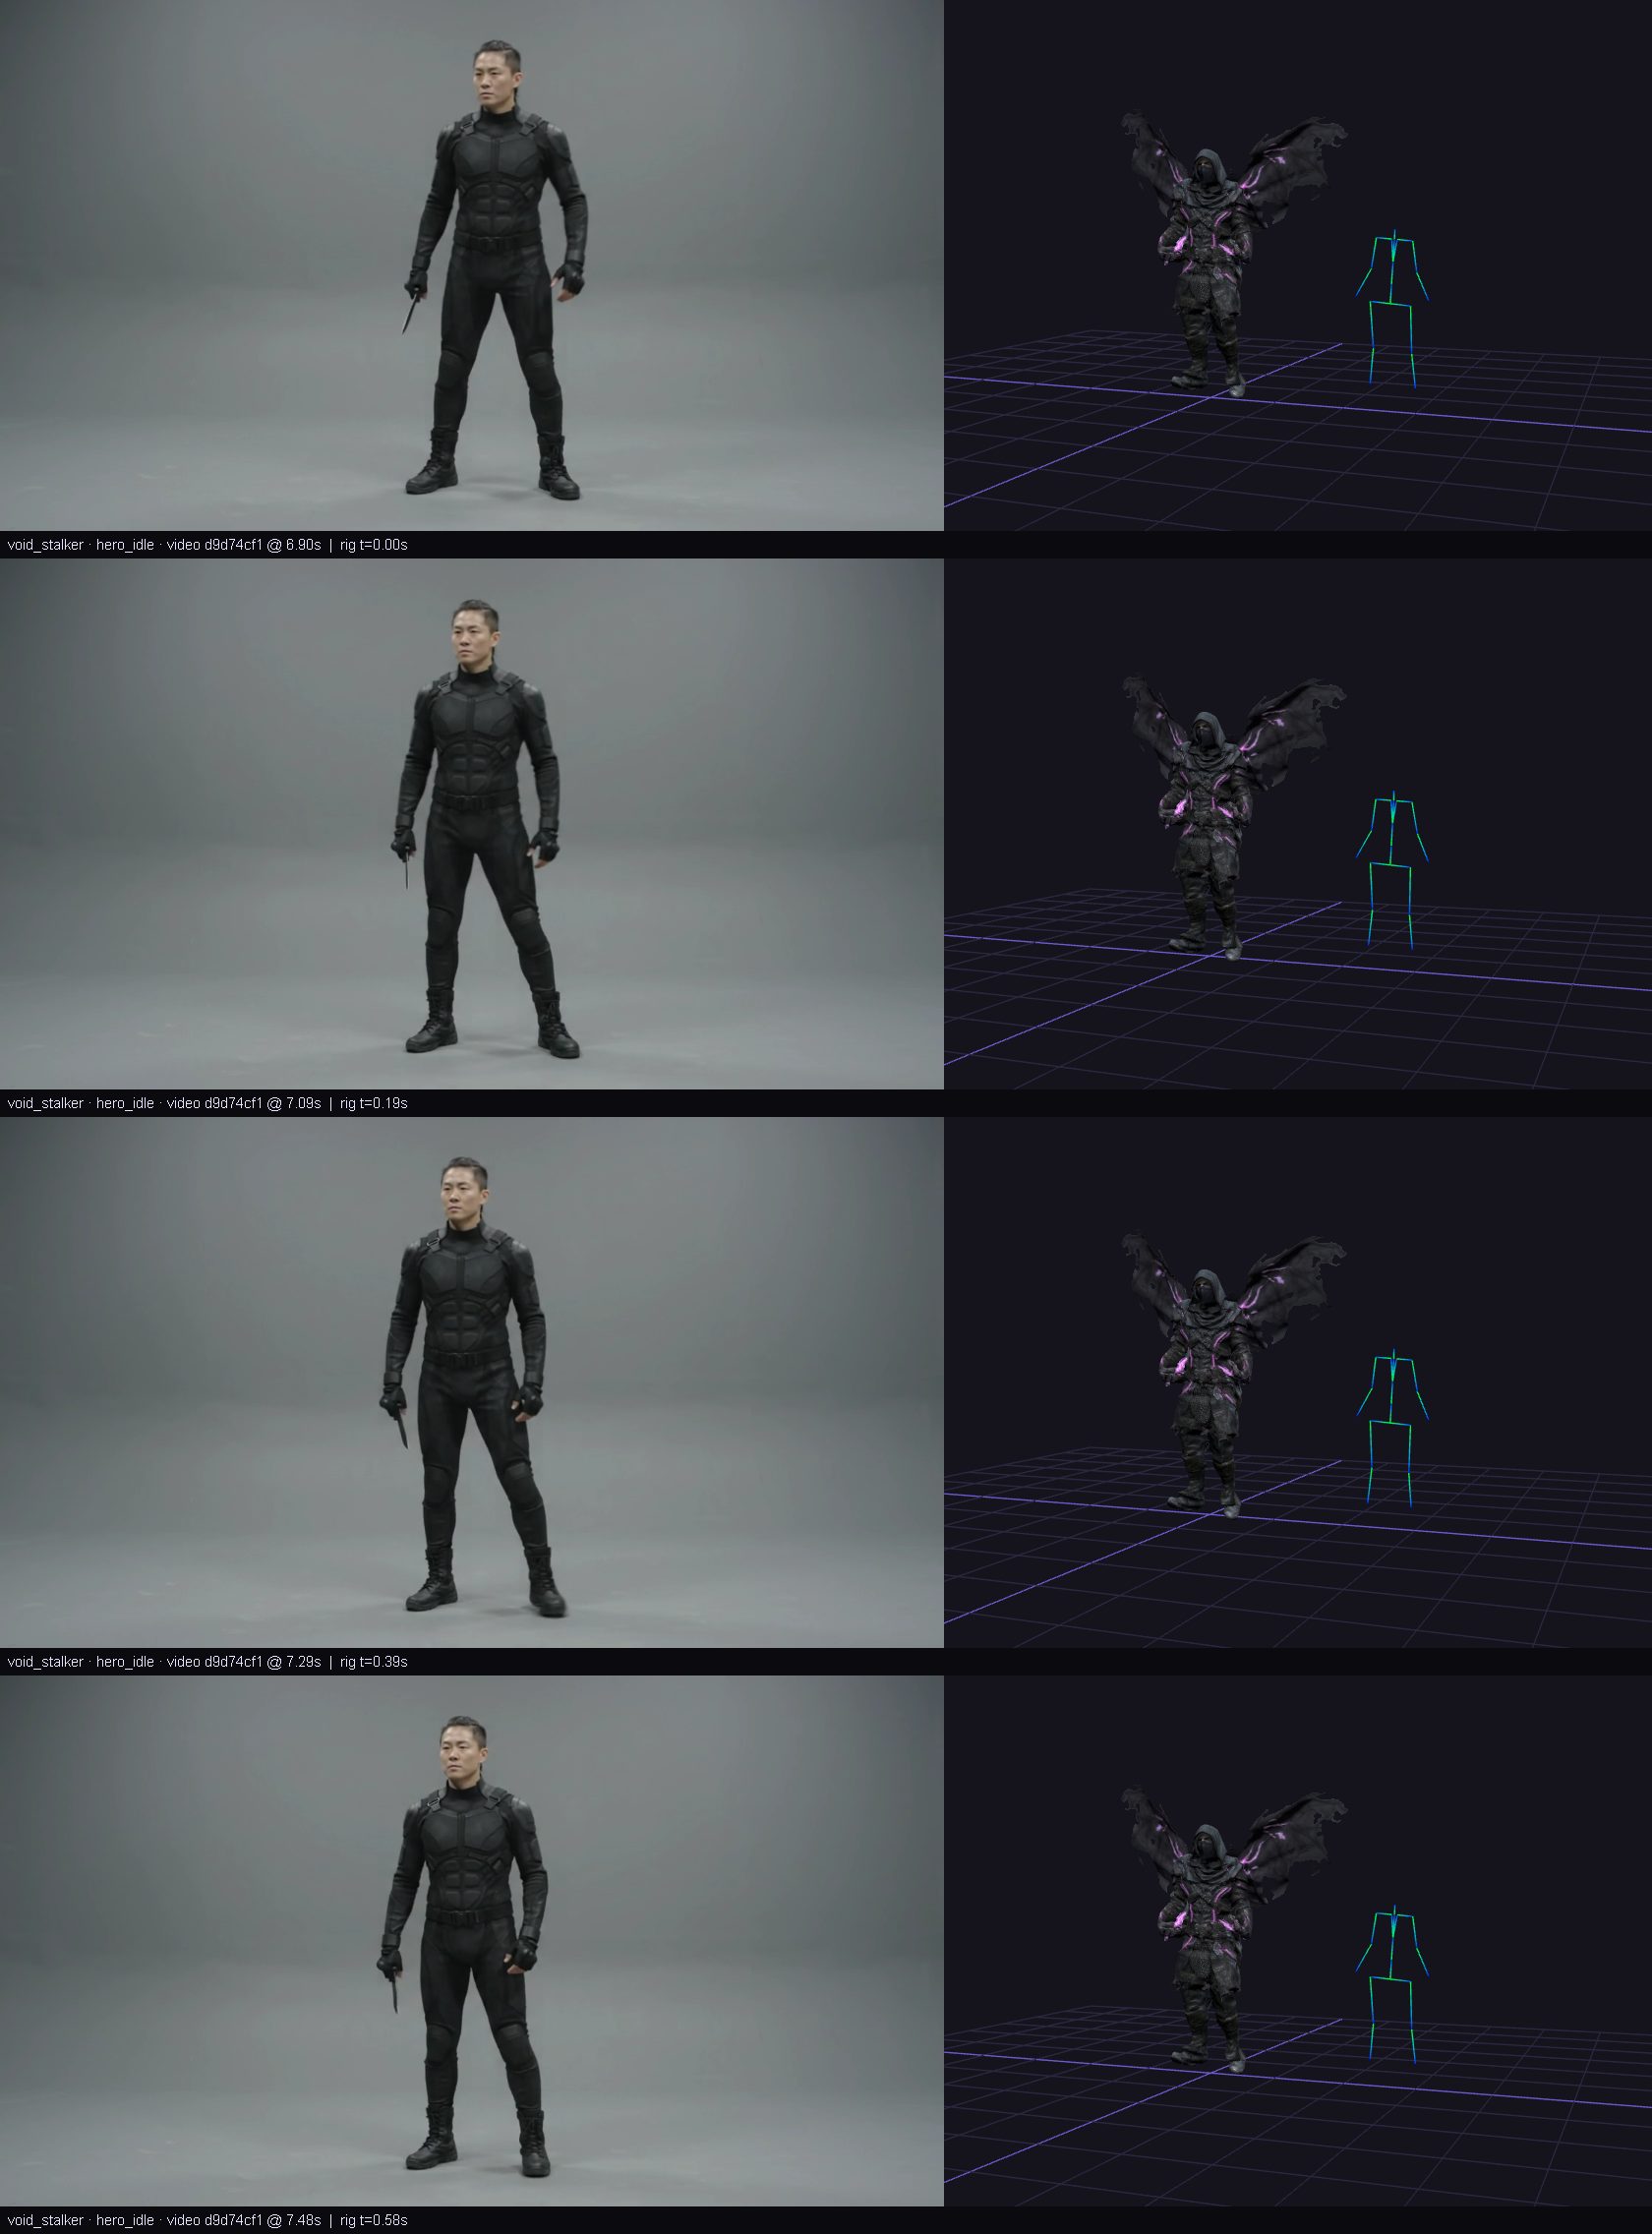 void_stalker · hero_idle · video d9d74cf1 @ 6.90s | rig t=0.00s
void_stalker · hero_idle · video d9d74cf1 @ 7.09s | rig t=0.19s
void_stalker · hero_idle · video d9d74cf1 @ 7.29s | rig t=0.39s
void_stalker · hero_idle · video d9d74cf1 @ 7.48s | rig t=0.58s